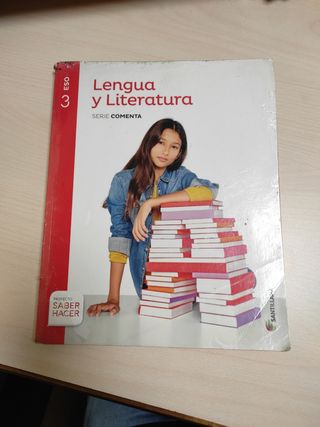 ESO
3
Lengua
y Literatura
SERIE COMENTA
PROYECTO
SABER
HACER
SANTILLANA